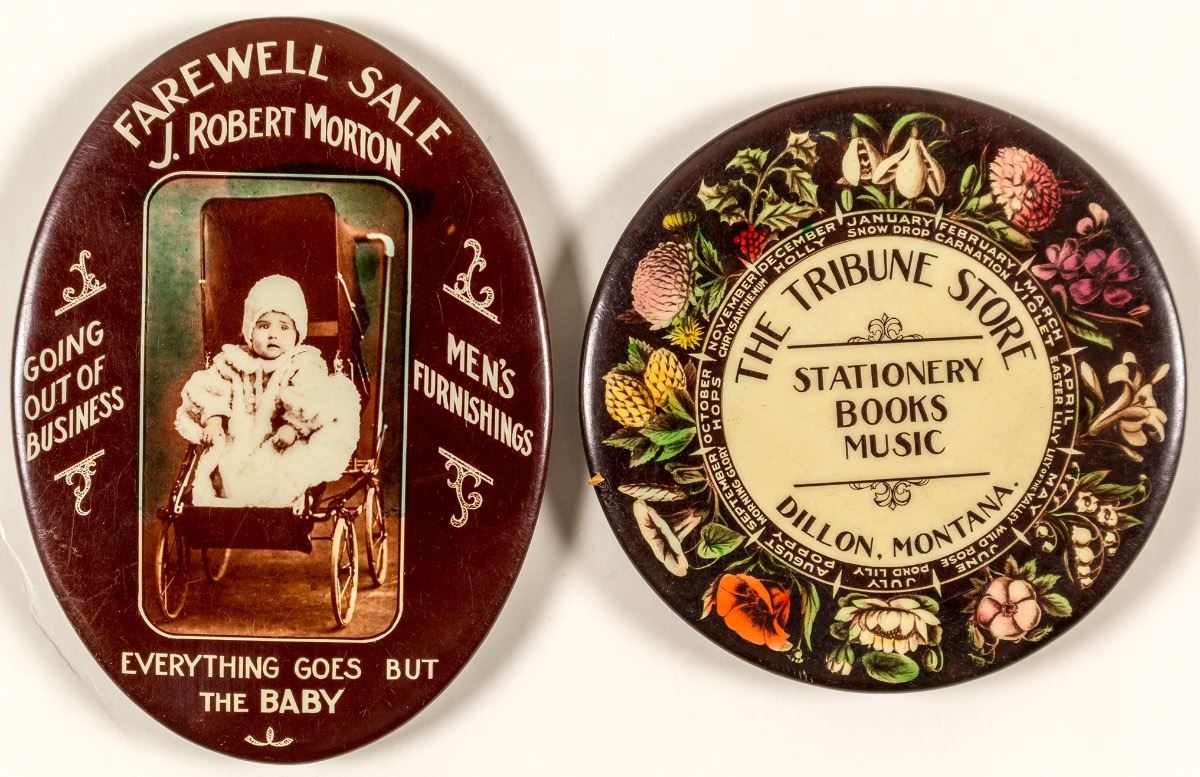 FAREWELL SALE
J. ROBERT MORTON
GOING
OUT OF
BUSINESS
MEN'S
FURNISHINGS
EVERYTHING GOES BUT
THE BABY
JANUARY
SNOW DROP
FEBRUARY
CARNATION
MARCH
VIOLET
APRIL
EASTER LILY
MAY
LILY OF THE VALLEY
JUNE
WILD ROSE
JULY
POND LILY
AUGUST
POPPY
SEPTEMBER
MORNING GORY
OCTOBER
HOPS
NOVEMBER
CHRYSANTHENUM
DECEMBER
HOLLY
THE TRIBUNE STORE
STATIONERY
BOOKS
MUSIC
DILLON, MONTANA.